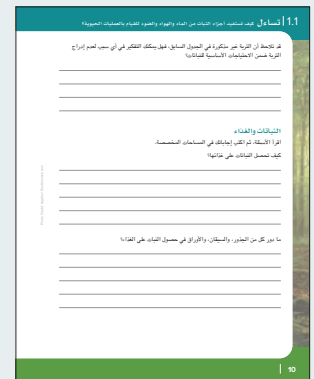 1.1 | تساءل كيف تستفيد أجزاء النبات من الماء والهواء والضوء للقيام بالعمليات الحيوية؟
قد تلاحظ أن التربة غير مذكورة في الجدول السابق، فهل يمكنك التفكير في أي سبب لعدم إدراج
التربة ضمن الاحتياجات الأساسية للنباتات؟
النباتات والغذاء
اقرأ الأسئلة، ثم اكتب إجاباتك في المساحات المخصصة.
كيف تحصل النباتات على غذائها؟
ما دور كل من الجذور، والسيقان، والأوراق في حصول النبات على الغذاء؟
10